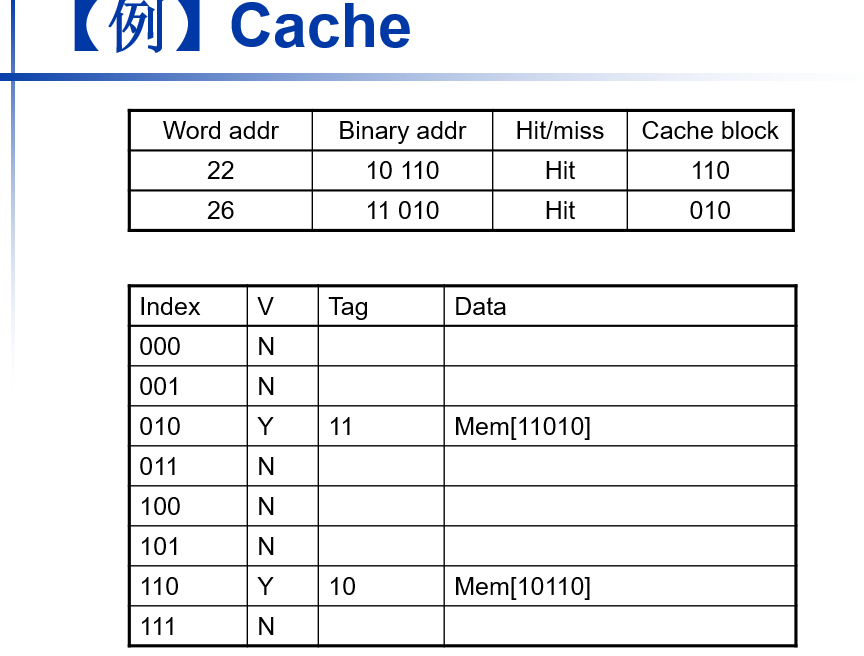 【例】Cache
Word addr Binary addr Hit/miss Cache block
22 10 110 Hit 110
26 11 010 Hit 010
Index V Tag Data
000 N
001 N
010 Y 11 Mem[11010]
011 N
100 N
101 N
110 Y 10 Mem[10110]
111 N